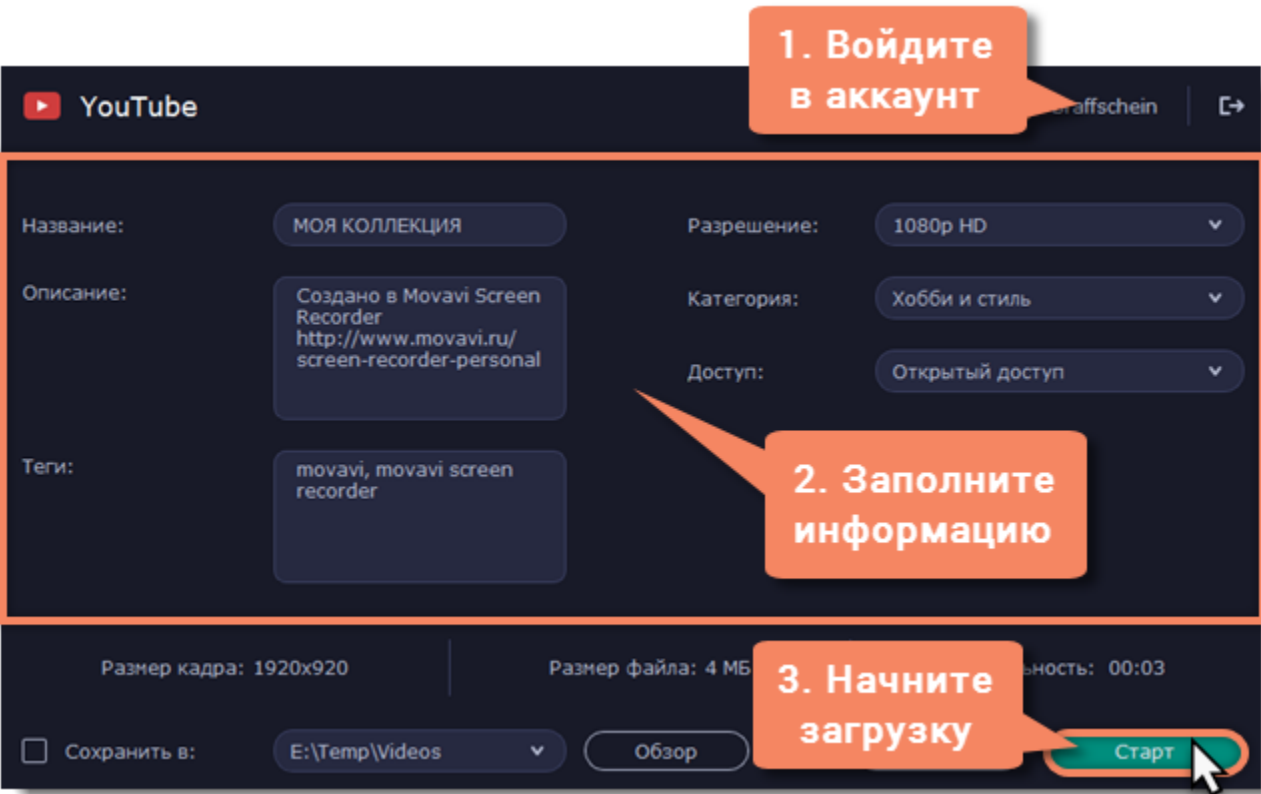 1. Войдите
в аккаунт
YouTube
Название:
МОЯ КОЛЛЕКЦИЯ
Разрешение:
1080p HD
Описание:
Создано в Movavi Screen
Recorder
http://www.movavi.ru/
screen-recorder-personal
Категория:
Хобби и стиль
Доступ:
Открытый доступ
Теги:
movavi, movavi screen
recorder
2. Заполните
информацию
Размер кадра: 1920x920
Размер файла: 4 МБ
00:03
3. Начните
загрузку
Сохранить в:
E:\Temp\Videos
Обзор
Старт